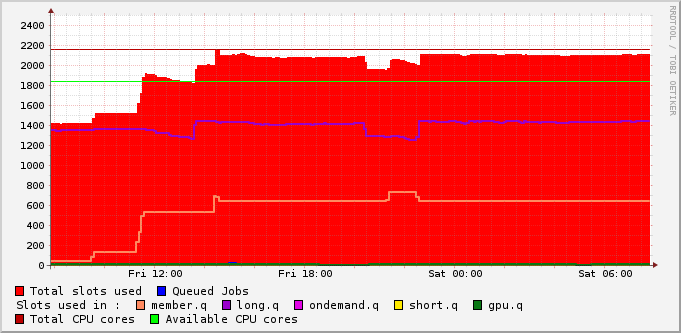 RRDTOOL / TOBI OETIKER
2400
2200
2000
1800
1600
1400
1200
1000
800
600
400
200
0
Fri 12:00 Fri 18:00 Sat 00:00 Sat 06:00
Total slots used Queued Jobs
Slots used in : member.q long.q ondemand.q short.q gpu.q
Total CPU cores Available CPU cores